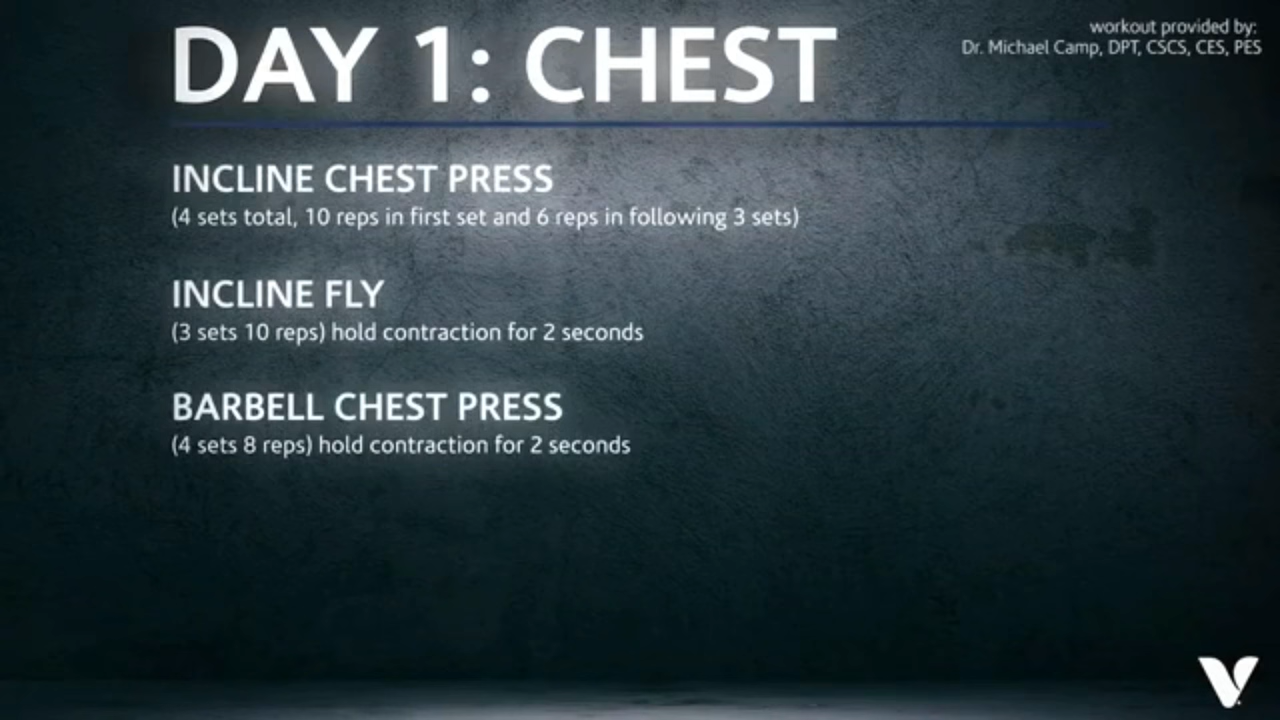 DAY 1: CHEST
workout provided by:
Dr. Michael Camp, DPT, CSCS, CES, PES
INCLINE CHEST PRESS
(4 sets total, 10 reps in first set and 6 reps in following 3 sets)
INCLINE FLY
(3 sets 10 reps) hold contraction for 2 seconds
BARBELL CHEST PRESS
(4 sets 8 reps) hold contraction for 2 seconds